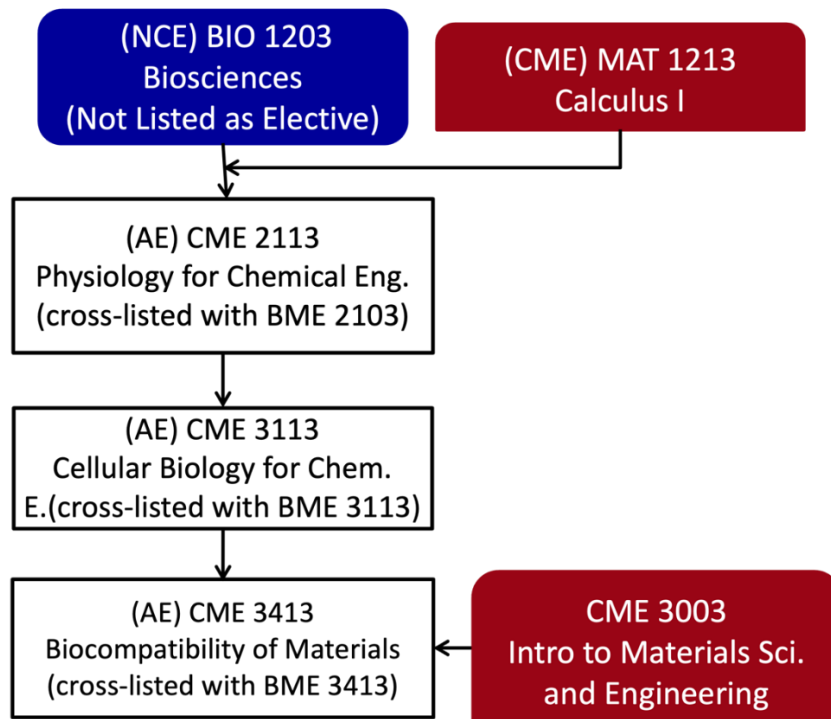 (NCE) BIO 1203
Biosciences
(Not Listed as Elective)
(CME) MAT 1213
Calculus I
(AE) CME 2113
Physiology for Chemical Eng.
(cross-listed with BME 2103)
(AE) CME 3113
Cellular Biology for Chem.
E.(cross-listed with BME 3113)
(AE) CME 3413
Biocompatibility of Materials
(cross-listed with BME 3413)
CME 3003
Intro to Materials Sci.
and Engineering